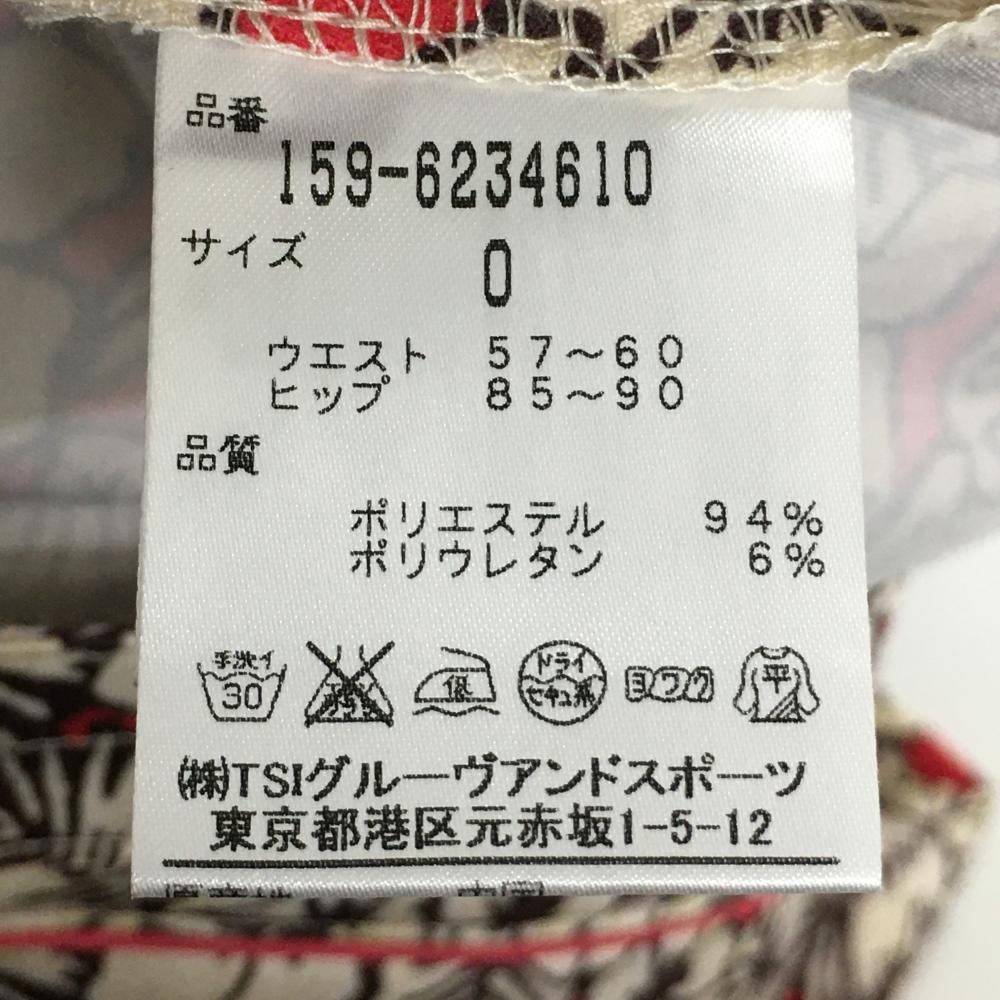 品番
159-6234610
サイズ 0
ウエスト 57〜60
ヒップ 85〜90
品質
ポリエステル 94%
ポリウレタン 6%
手洗イ 30 低 ドライ セキユ系 ヨワク 平
㈱TSIグルーヴアンドスポーツ
東京都港区元赤坂1-5-12